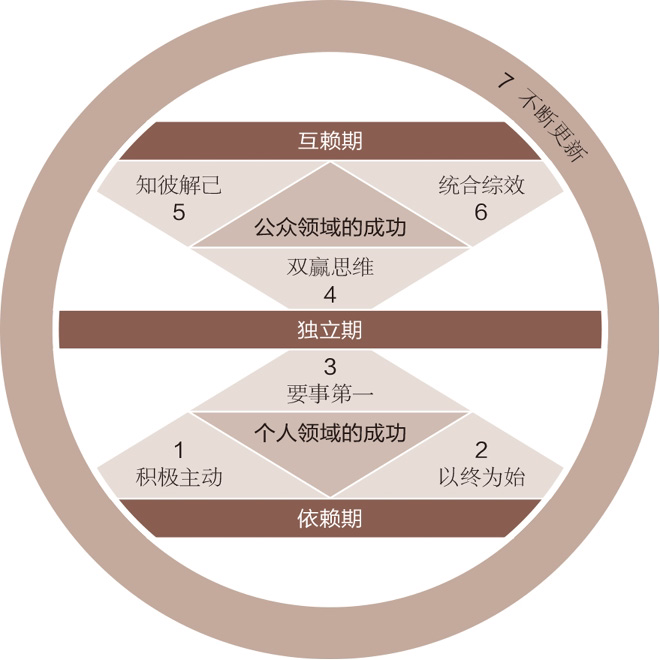 7 不断更新
互赖期
知彼解己
5
统合综效
6
公众领域的成功
双赢思维
4
独立期
3
要事第一
个人领域的成功
1
积极主动
2
以终为始
依赖期